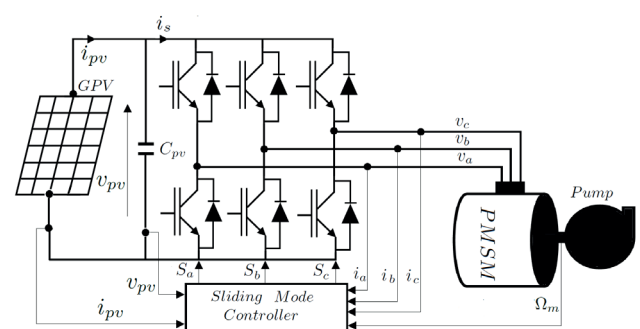 i_s
i_pv
GPV
v_c
v_b
C_pv
v_a
v_pv
Pump
PMSM
S_a S_b S_c i_a i_b i_c
v_pv
Sliding Mode
Controller
i_pv
Ω_m